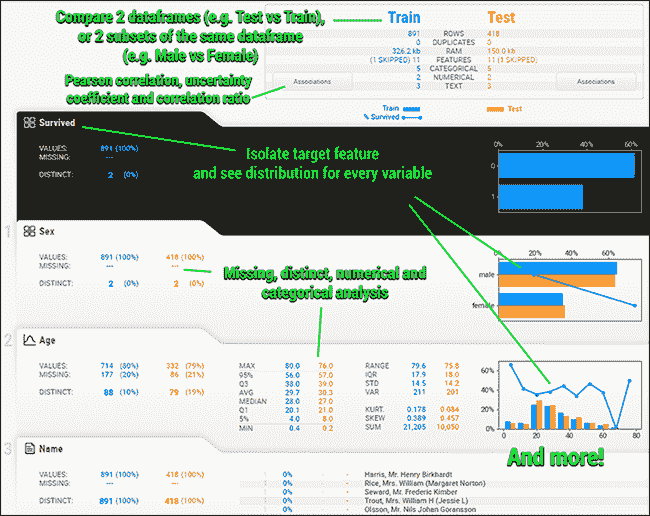 Compare 2 dataframes (e.g. Test vs Train),
or 2 subsets of the same dataframe
(e.g. Male vs Female)
Pearson correlation, uncertainty
coefficient and correlation ratio
Train Test
891 ROWS 418
0 DUPLICATES 0
326.2 kb RAM 150.0 kb
11 (1 SKIPPED) FEATURES 11 (1 SKIPPED)
5 CATEGORICAL 5
2 NUMERICAL 2
3 TEXT 3
Associations Associations
Train Test
% Survived
Survived
VALUES: 891 (100%)
MISSING: ---
DISTINCT: 2 (0%)
0
1
0% 20% 40% 60%
Isolate target feature
and see distribution for every variable
1
Sex
VALUES: 891 (100%) 418 (100%)
MISSING: --- ---
DISTINCT: 2 (0%) 2 (0%)
Missing, distinct, numerical and
categorical analysis
male
female
2
Age
VALUES: 714 (80%) 332 (79%)
MISSING: 177 (20%) 86 (21%)
DISTINCT: 88 (10%) 79 (19%)
MAX 80.0 76.0
95% 56.0 57.0
Q3 38.0 39.0
AVG 29.7 30.3
MEDIAN 28.0 27.0
Q1 20.1 21.0
5% 4.0 8.0
MIN 0.4 0.2
RANGE 79.6 75.8
IQR 17.9 18.0
STD 14.5 14.2
VAR 211 201
KURT. 0.178 0.084
SKEW 0.389 0.457
SUM 21,205 10,050
60%
40%
20%
0%
0 10 20 30 40 50 60 70 80
And more!
3
Name
VALUES: 891 (100%) 418 (100%)
MISSING: --- ---
DISTINCT: 891 (100%) 418 (100%)
0% - Harris, Mr. Henry Birkhardt
0% - Rice, Mrs. William (Margaret Norton)
0% - Seward, Mr. Frederic Kimber
0% - Trout, Mrs. William H (Jessie L)
0% - Olsson, Mr. Nils Johan Goransson